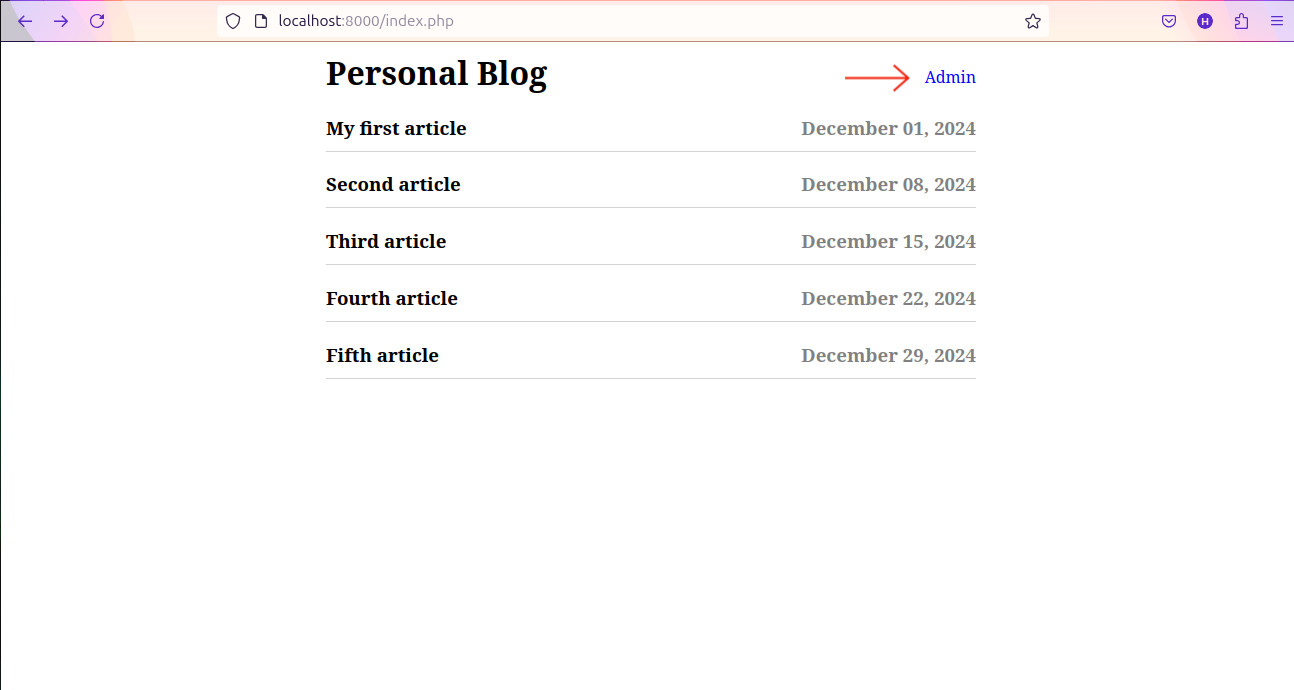 localhost:8000/index.php
H
Personal Blog
Admin
My first article December 01, 2024
Second article December 08, 2024
Third article December 15, 2024
Fourth article December 22, 2024
Fifth article December 29, 2024